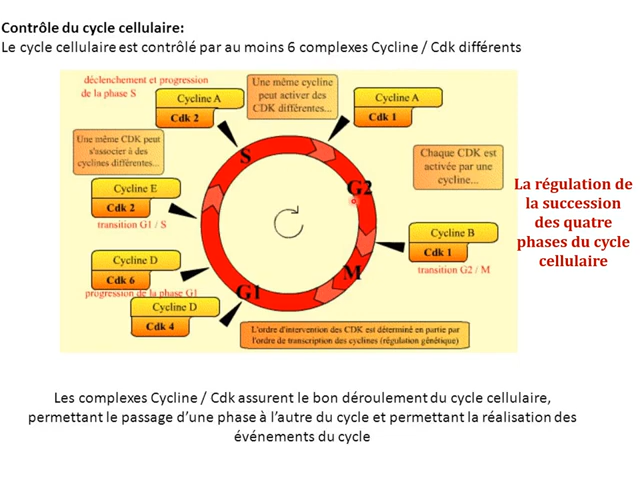 Contrôle du cycle cellulaire:
Le cycle cellulaire est contrôlé par au moins 6 complexes Cycline / Cdk différents
déclenchement et progression
de la phase S
Cycline A
Cdk 2
Une même cycline
peut activer des
CDK différentes...
Cycline A
Cdk 1
Une même CDK peut
s'associer à des
cyclines différentes...
Chaque CDK est
activée par une
cycline...
S
G2
M
G1
Cycline E
Cdk 2
transition G1 / S
Cycline B
Cdk 1
transition G2 / M
Cycline D
Cdk 6
progression de la phase G1
Cycline D
Cdk 4
L'ordre d'intervention des CDK est déterminé en partie par
l'ordre de transcription des cyclines (régulation génétique)
La régulation de
la succession
des quatre
phases du cycle
cellulaire
Les complexes Cycline / Cdk assurent le bon déroulement du cycle cellulaire,
permettant le passage d'une phase à l'autre du cycle et permettant la réalisation des
événements du cycle